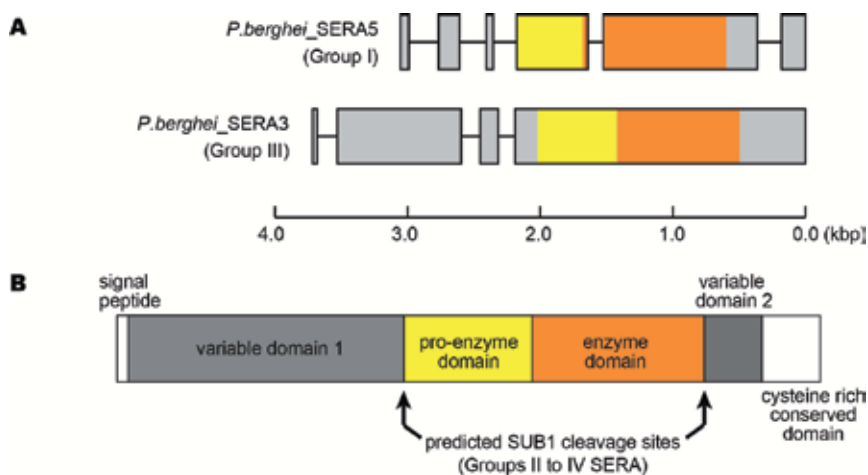 A
P.berghei_SERA5
(Group I)
P.berghei_SERA3
(Group III)
4.0 3.0 2.0 1.0 0.0 (kbp)
B
signal
peptide
variable
domain 2
variable domain 1
pro-enzyme
domain
enzyme
domain
cysteine rich
conserved
domain
predicted SUB1 cleavage sites
(Groups II to IV SERA)